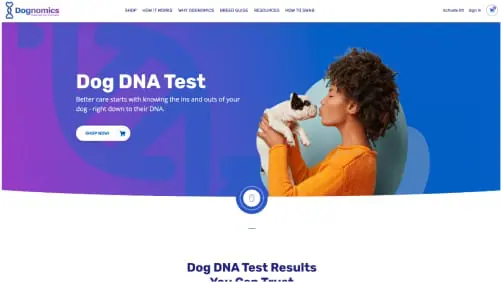 Dognomics
SHOP HOW IT WORKS WHY DOGNOMICS BREED GUIDE RESOURCES HOW TO SWAB
Activate Kit Sign In
Dog DNA Test
Better care starts with knowing the ins and outs of your
dog - right down to their DNA.
SHOP NOW!
Dog DNA Test Results
You Can Trust